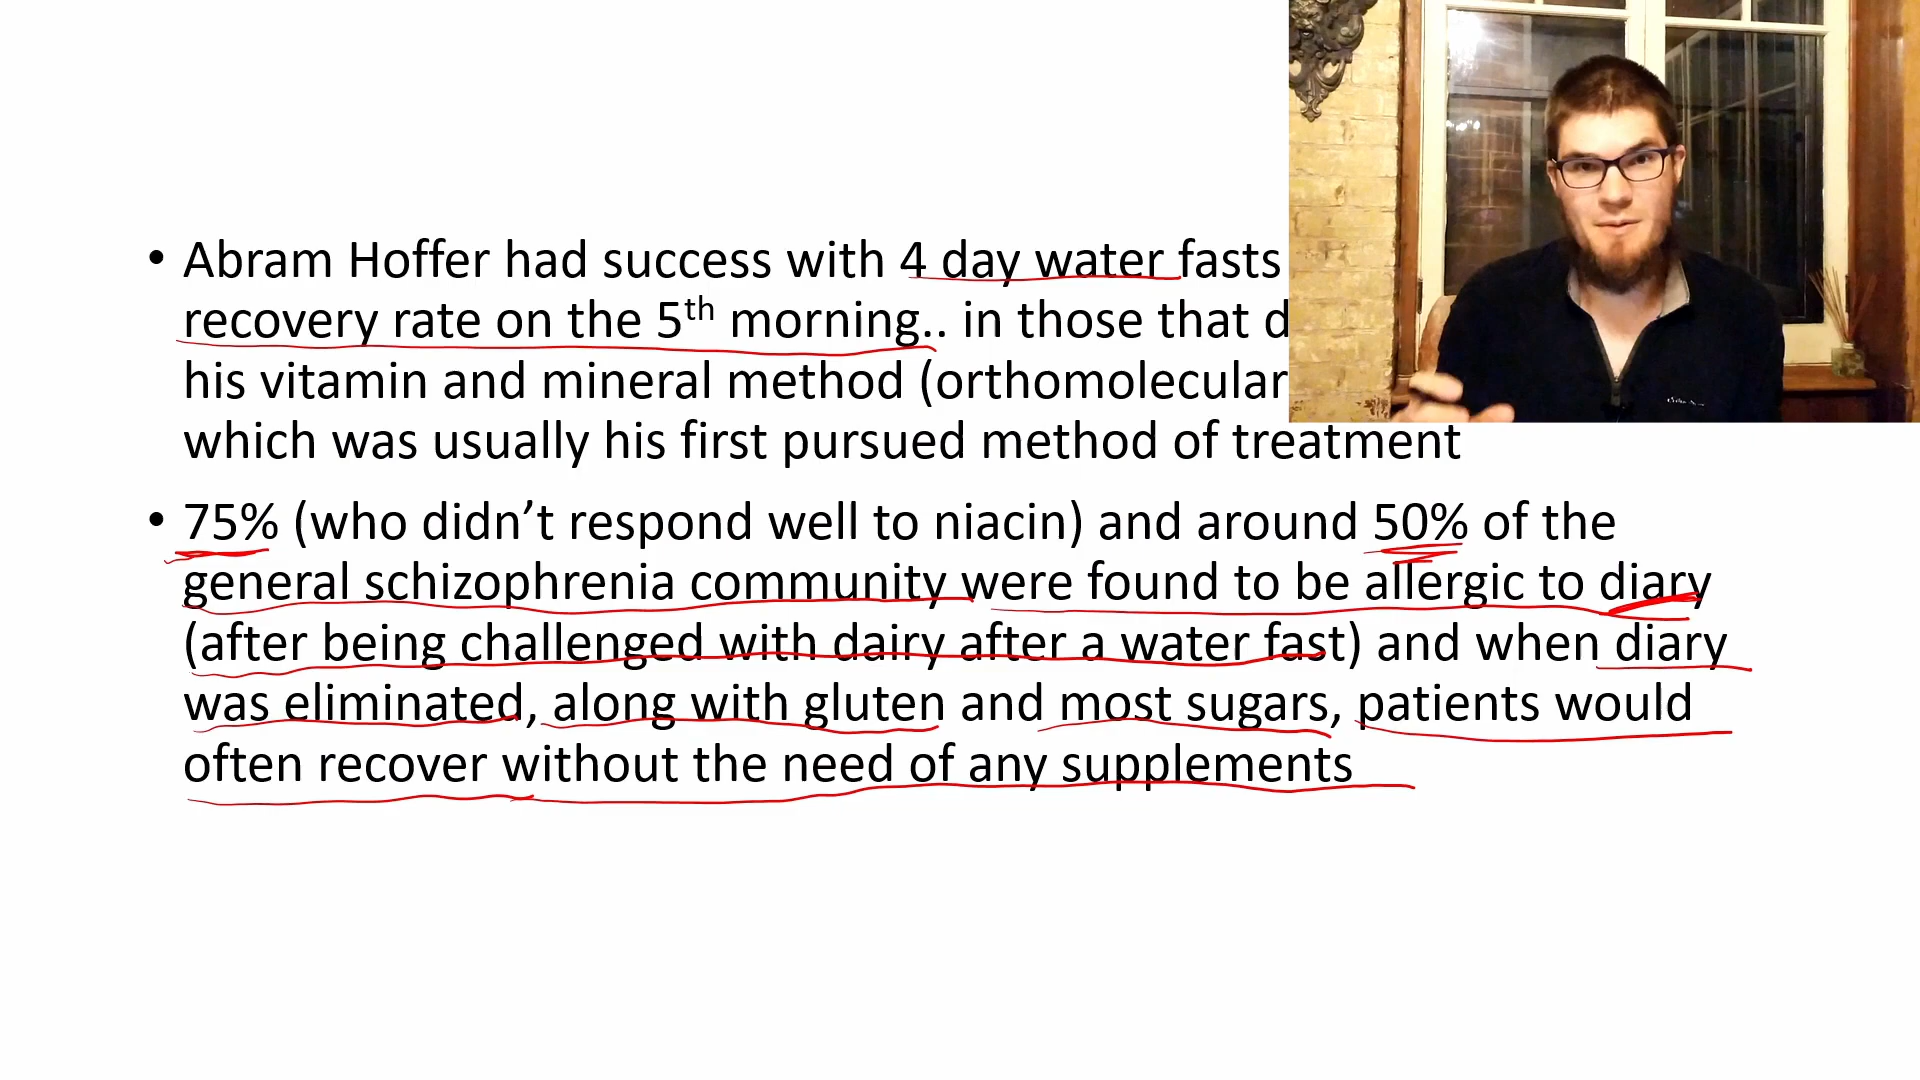 • Abram Hoffer had success with 4 day water fasts
recovery rate on the 5th morning.. in those that d
his vitamin and mineral method (orthomolecular
which was usually his first pursued method of treatment
• 75% (who didn't respond well to niacin) and around 50% of the
general schizophrenia community were found to be allergic to diary
(after being challenged with dairy after a water fast) and when diary
was eliminated, along with gluten and most sugars, patients would
often recover without the need of any supplements